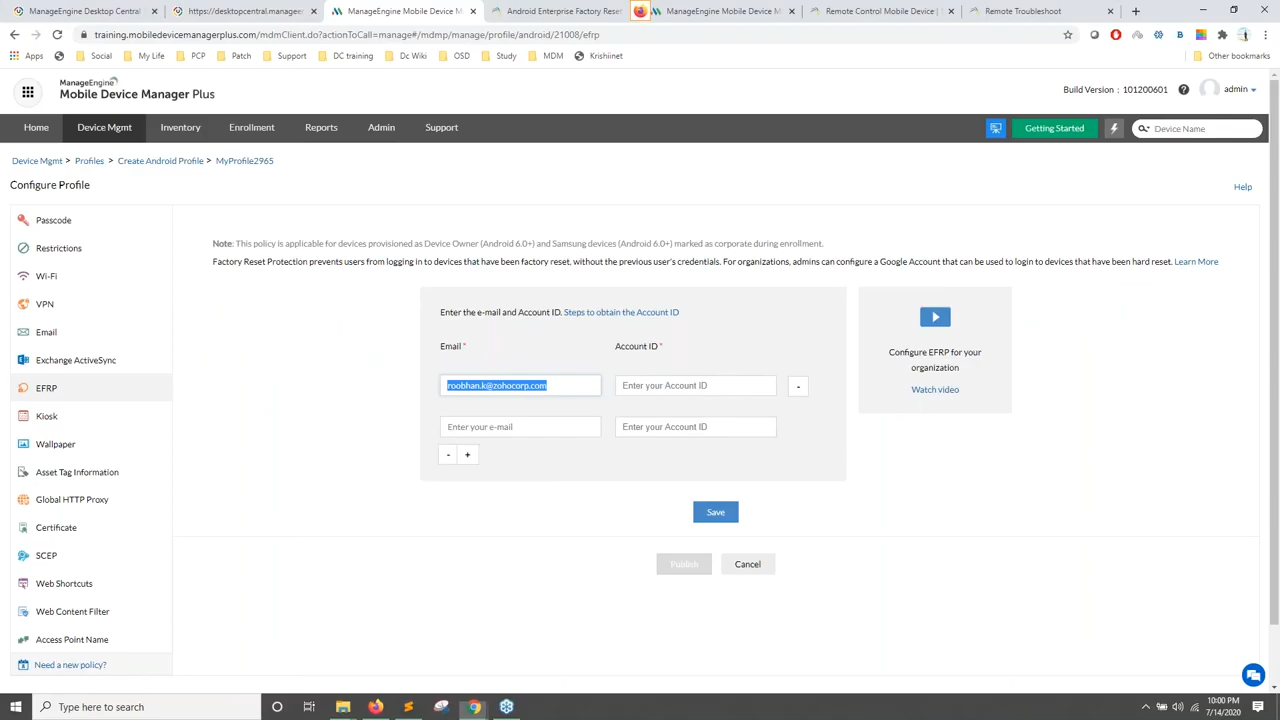 ManageEngine Desktop Central
https://desktopcentral.manageen
ManageEngine Mobile Device M
Android Enterprise Factory Reset
ManageEngine Mobile Device M
Remote Control Mobile Device | 
Remote Troubleshoot
training.mobiledevicemanagerplus.com/mdmClient.do?actionToCall=manage#/mdmp/manage/profile/android/21008/efrp
Apps
Social
My Life
PCP
Patch
Support
DC training
Dc Wiki
OSD
Study
MDM
Krishiinet
Other bookmarks
ManageEngine
Mobile Device Manager Plus
Build Version : 101200601
admin
Home
Device Mgmt
Inventory
Enrollment
Reports
Admin
Support
Getting Started
Device Name
Device Mgmt > Profiles > Create Android Profile > MyProfile2965
Configure Profile
Help
Passcode
Restrictions
Wi-Fi
VPN
Email
Exchange ActiveSync
EFRP
Kiosk
Wallpaper
Asset Tag Information
Global HTTP Proxy
Certificate
SCEP
Web Shortcuts
Web Content Filter
Access Point Name
Need a new policy?
Note: This policy is applicable for devices provisioned as Device Owner (Android 6.0+) and Samsung devices (Android 6.0+) marked as corporate during enrollment.
Factory Reset Protection prevents users from logging in to devices that have been factory reset, without the previous user's credentials. For organizations, admins can configure a Google Account that can be used to login to devices that have been hard reset. Learn More
Enter the e-mail and Account ID. Steps to obtain the Account ID
Email * Account ID *
roobhan.k@zohocorp.com Enter your Account ID -
Enter your e-mail Enter your Account ID
- +
Configure EFRP for your
organization
Watch video
Save
Publish Cancel
Type here to search
10:00 PM
7/14/2020